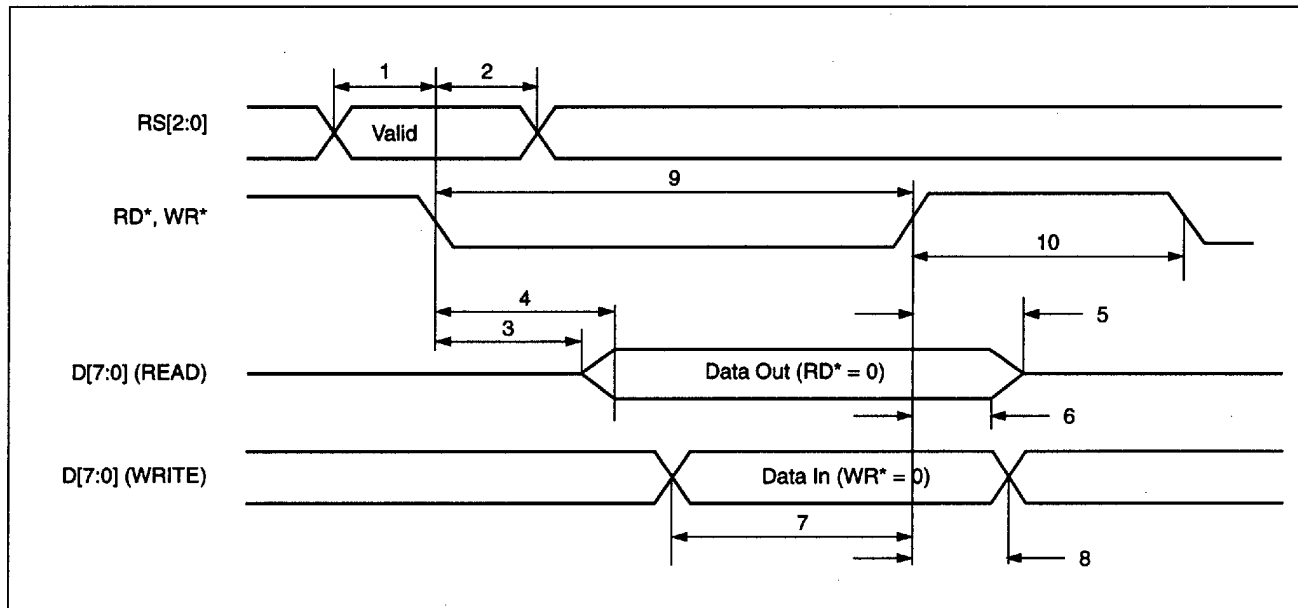 1 2
RS[2:0] Valid
9
RD*, WR*
10
4
5
3
D[7:0] (READ) Data Out (RD* = 0)
6
D[7:0] (WRITE) Data In (WR* = 0)
7
8